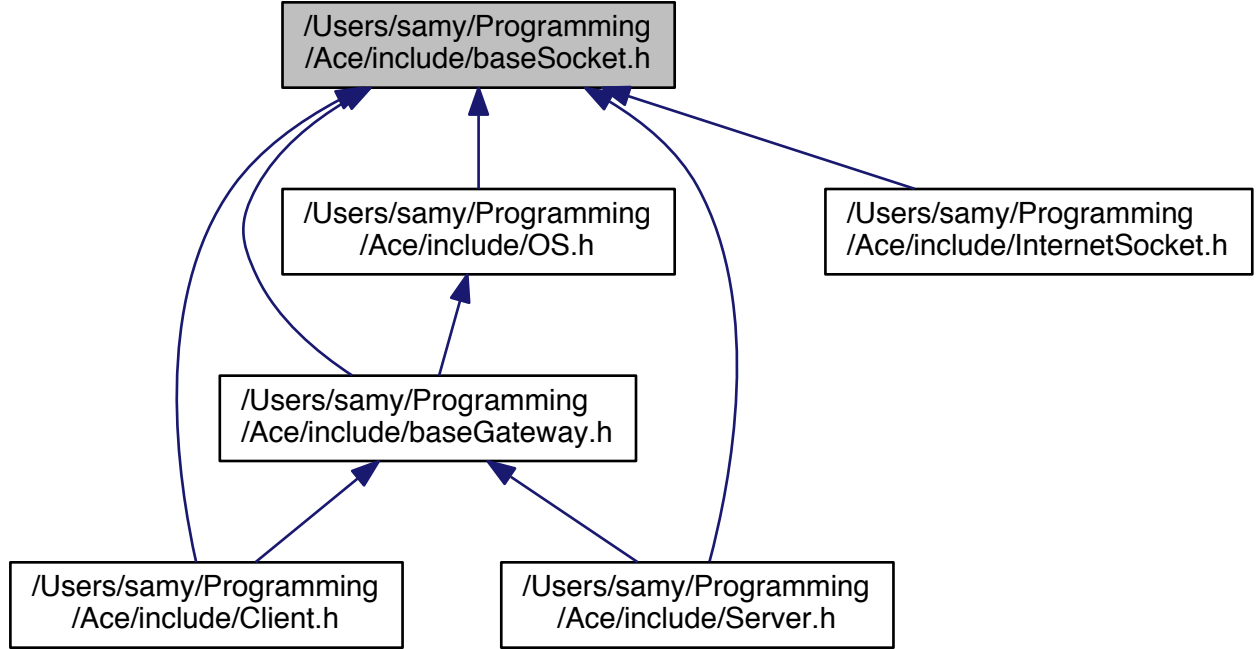 /Users/samy/Programming
/Ace/include/baseSocket.h
/Users/samy/Programming
/Ace/include/OS.h
/Users/samy/Programming
/Ace/include/InternetSocket.h
/Users/samy/Programming
/Ace/include/baseGateway.h
/Users/samy/Programming
/Ace/include/Client.h
/Users/samy/Programming
/Ace/include/Server.h